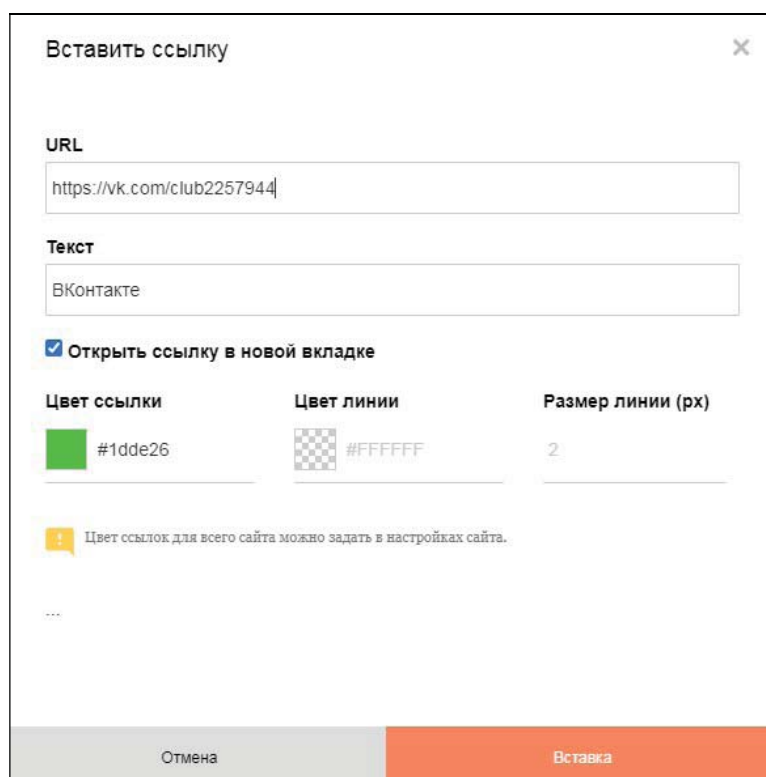 Вставить ссылку
URL
https://vk.com/club2257944
Текст
ВКонтакте
Открыть ссылку в новой вкладке
Цвет ссылки Цвет линии Размер линии (px)
#1dde26 #FFFFFF 2
Цвет ссылок для всего сайта можно задать в настройках сайта.
...
Отмена Вставка